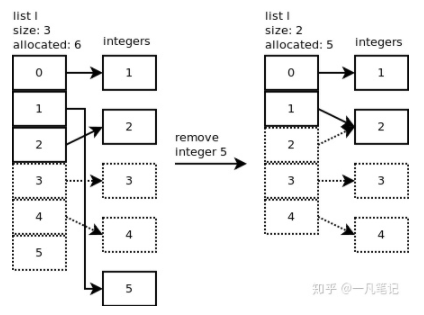 list l
size: 3
allocated: 6
integers
0
1
2
3
4
5
1
2
3
4
5
remove
integer 5
list l
size: 2
allocated: 5
integers
0
1
2
3
4
1
2
3
4
知乎 @一凡笔记